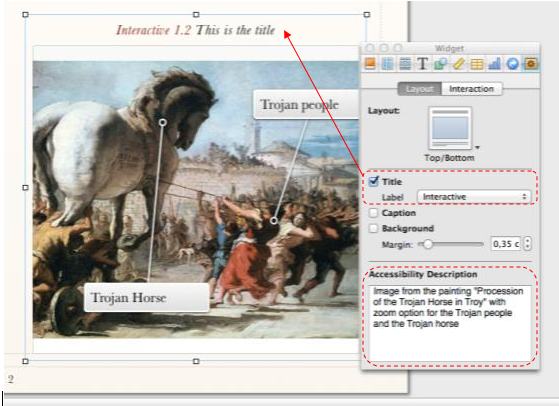 Interactive 1.2 This is the title
Trojan people
Trojan Horse
2
Widget
T
Layout Interaction
Layout:
Top/Bottom
Title
Label Interactive
Caption
Background
Margin: 0,35 c
Accessibility Description
Image from the painting "Procession
of the Trojan Horse in Troy" with
zoom option for the Trojan people
and the Trojan horse